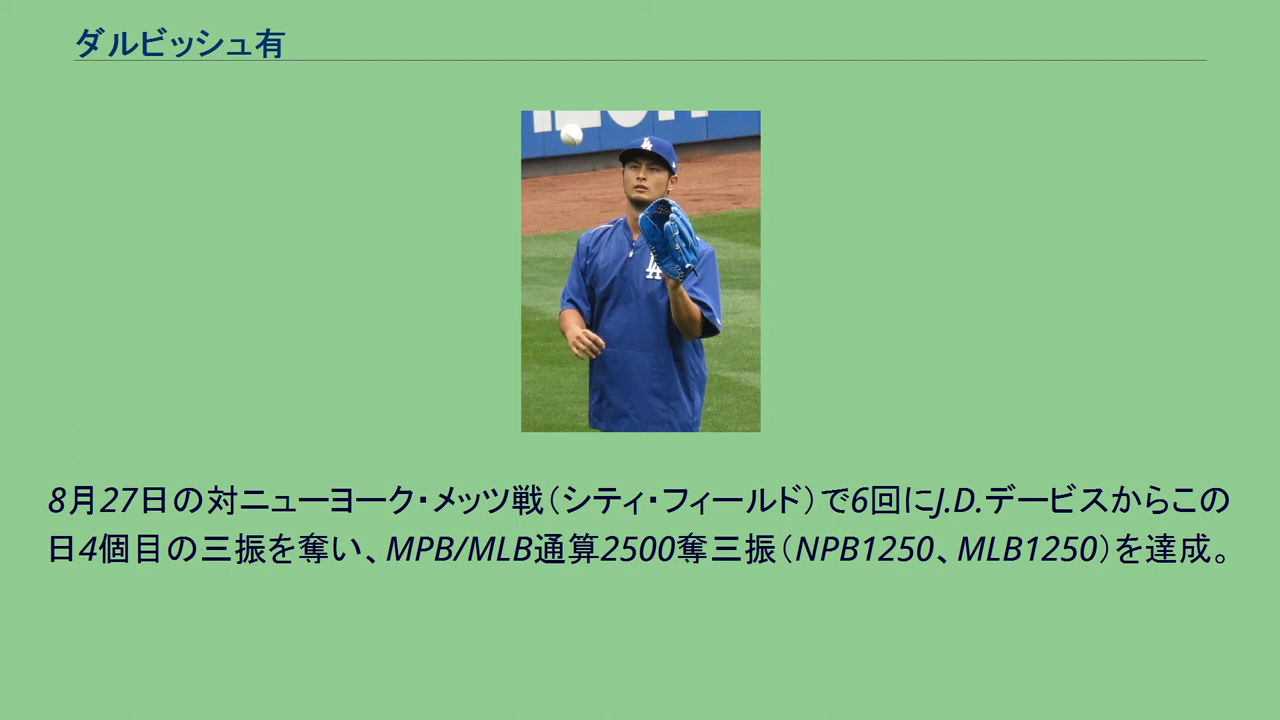 ダルビッシュ有
LA
LA
8月27日の対ニューヨーク・メッツ戦（シティ・フィールド）で6回にJ.D.デービスからこの
日4個目の三振を奪い、MPB/MLB通算2500奪三振（NPB1250、MLB1250）を達成。